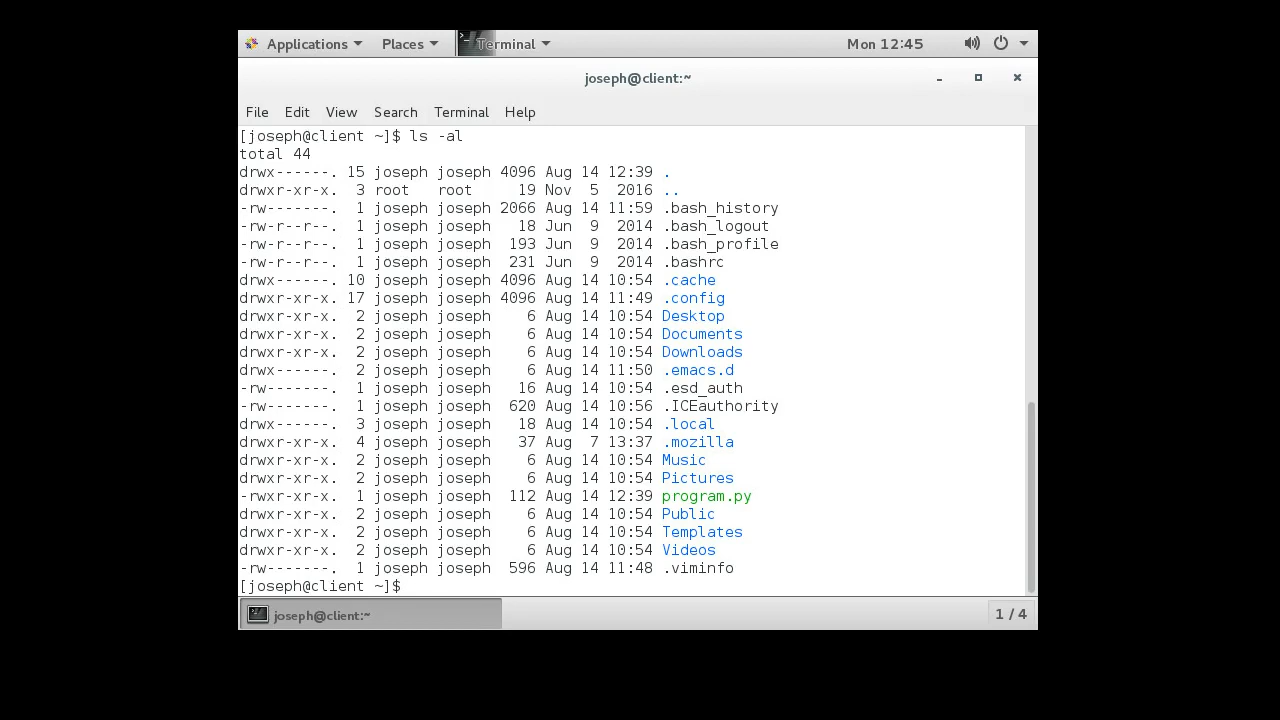 Applications Places Terminal Mon 12:45
joseph@client:~
File Edit View Search Terminal Help
[joseph@client ~]$ ls -al
total 44
drwx------. 15 joseph joseph 4096 Aug 14 12:39 .
drwxr-xr-x.  3 root   root     19 Nov  5  2016 ..
-rw-------.  1 joseph joseph 2066 Aug 14 11:59 .bash_history
-rw-r--r--.  1 joseph joseph   18 Jun  9  2014 .bash_logout
-rw-r--r--.  1 joseph joseph  193 Jun  9  2014 .bash_profile
-rw-r--r--.  1 joseph joseph  231 Jun  9  2014 .bashrc
drwx------. 10 joseph joseph 4096 Aug 14 10:54 .cache
drwxr-xr-x. 17 joseph joseph 4096 Aug 14 11:49 .config
drwxr-xr-x.  2 joseph joseph    6 Aug 14 10:54 Desktop
drwxr-xr-x.  2 joseph joseph    6 Aug 14 10:54 Documents
drwxr-xr-x.  2 joseph joseph    6 Aug 14 10:54 Downloads
drwx------.  2 joseph joseph    6 Aug 14 11:50 .emacs.d
-rw-------.  1 joseph joseph   16 Aug 14 10:54 .esd_auth
-rw-------.  1 joseph joseph  620 Aug 14 10:56 .ICEauthority
drwx------.  3 joseph joseph   18 Aug 14 10:54 .local
drwxr-xr-x.  4 joseph joseph   37 Aug  7 13:37 .mozilla
drwxr-xr-x.  2 joseph joseph    6 Aug 14 10:54 Music
drwxr-xr-x.  2 joseph joseph    6 Aug 14 10:54 Pictures
-rwxr-xr-x.  1 joseph joseph  112 Aug 14 12:39 program.py
drwxr-xr-x.  2 joseph joseph    6 Aug 14 10:54 Public
drwxr-xr-x.  2 joseph joseph    6 Aug 14 10:54 Templates
drwxr-xr-x.  2 joseph joseph    6 Aug 14 10:54 Videos
-rw-------.  1 joseph joseph  596 Aug 14 11:48 .viminfo
[joseph@client ~]$
joseph@client:~ 1 / 4